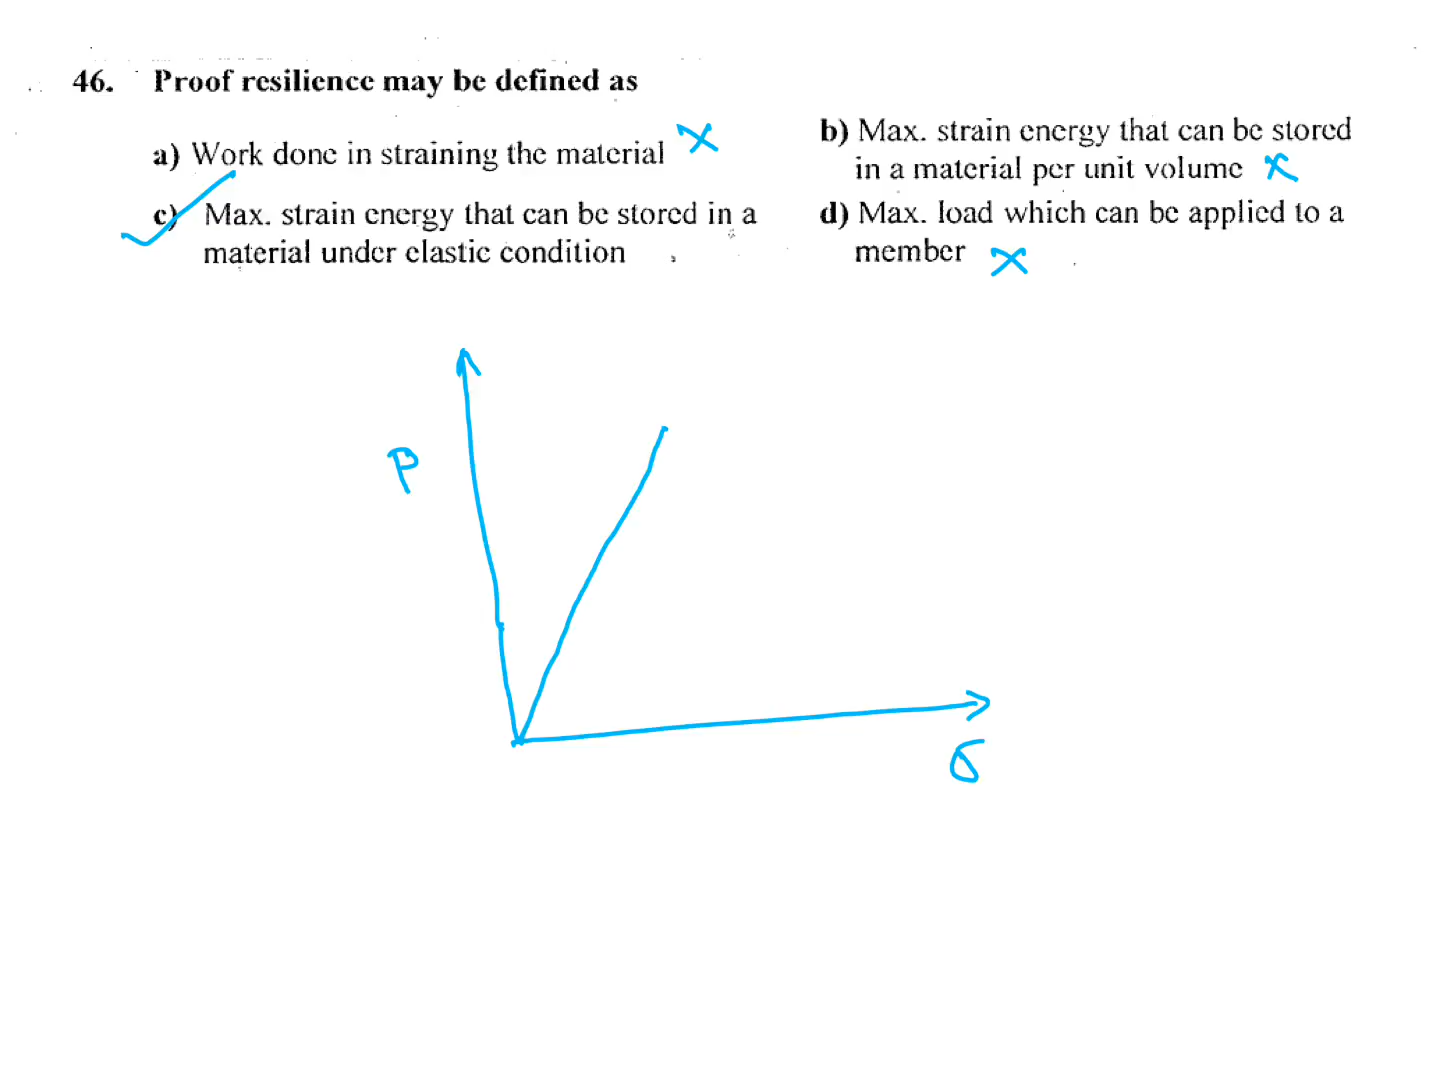 46. Proof resilience may be defined as
a) Work done in straining the material
b) Max. strain energy that can be stored
in a material per unit volume
c) Max. strain energy that can be stored in a
material under elastic condition
d) Max. load which can be applied to a
member
P
σ